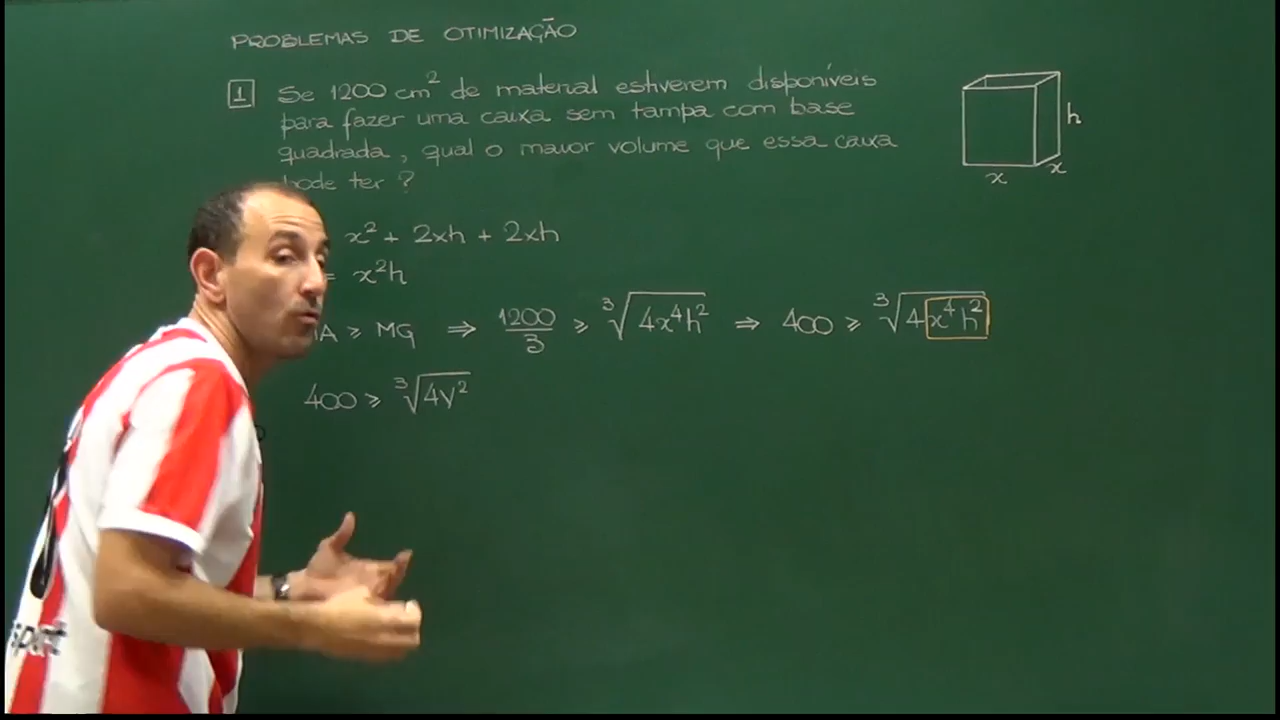 PROBLEMAS DE OTIMIZAÇÃO
1 Se 1200 cm² de material estiverem disponíveis
para fazer uma caixa sem tampa com base
quadrada, qual o maior volume que essa caixa
pode ter?
h
x
x
x² + 2xh + 2xh
= x²h
MA ≥ MG ⇒ 1200/3 ≥ ∛(4x⁴h²) ⇒ 400 ≥ ∛(4x⁴h²)
400 ≥ ∛(4y²)